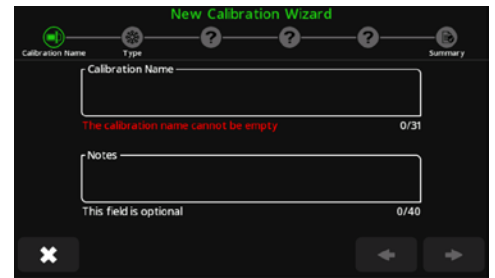 New Calibration Wizard
? ? ?
Calibration Name Type Summary
Calibration Name
The calibration name cannot be empty 0/31
Notes
This field is optional 0/40